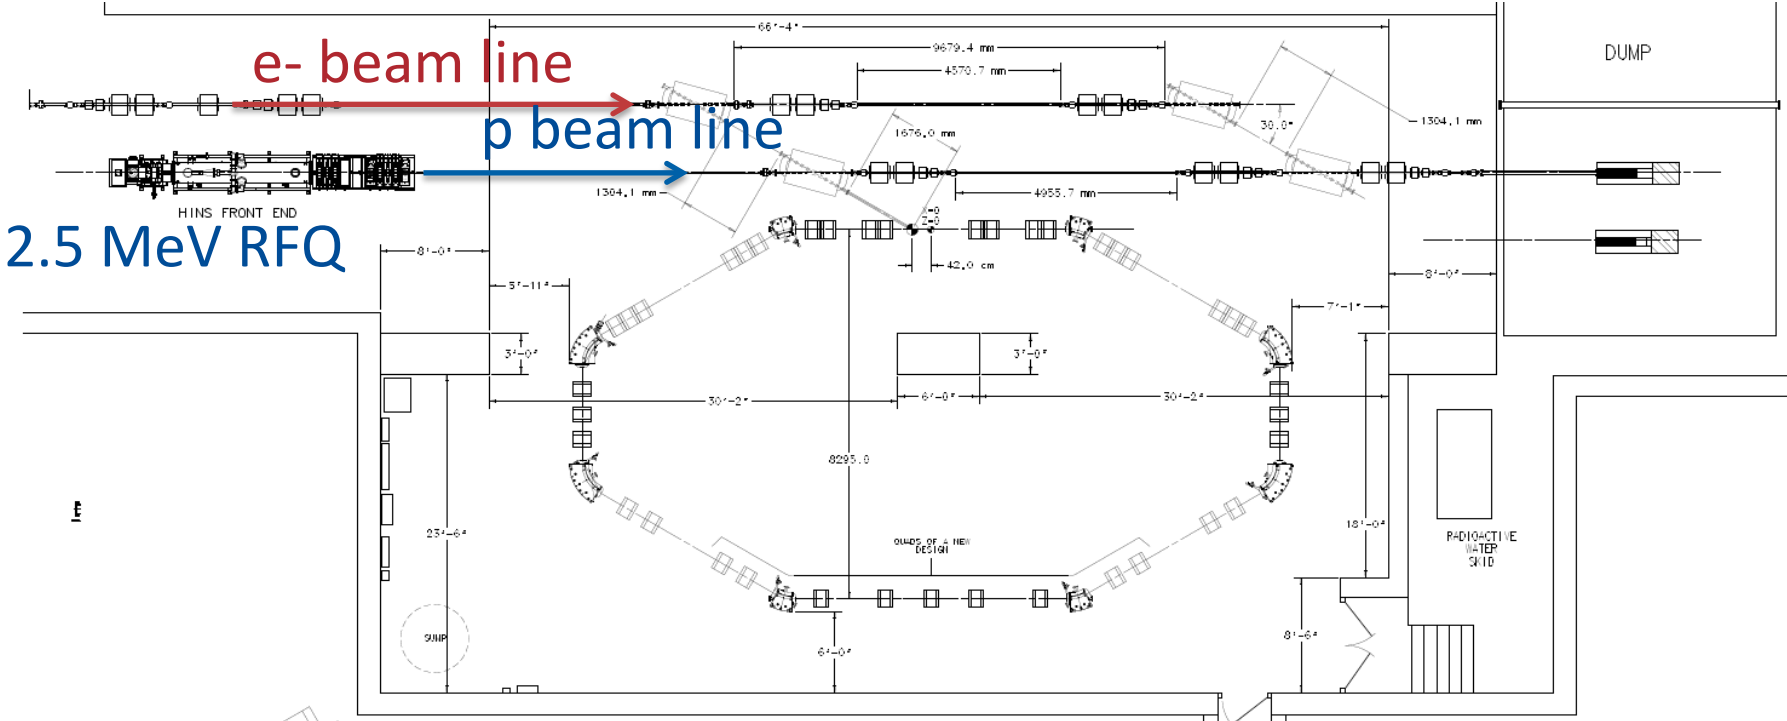 66'-4"
9679.4 mm
DUMP
e- beam line
4570.7 mm
p beam line
1676.0 mm
30.0°
1304.1 mm
1304.1 mm
4955.7 mm
HINS FRONT END
2.5 MeV RFQ
8'-0"
42.0 cm
8'-0"
5'-11"
7'-1"
3'-0"
3'-0"
30'-2"
6'-0"
30'-2"
8295.0
23'-6"
18'-0"
QUADS OF A NEW
DESIGN
RADIOACTIVE
WATER
SKID
SUMP
6'-0"
8'-6"